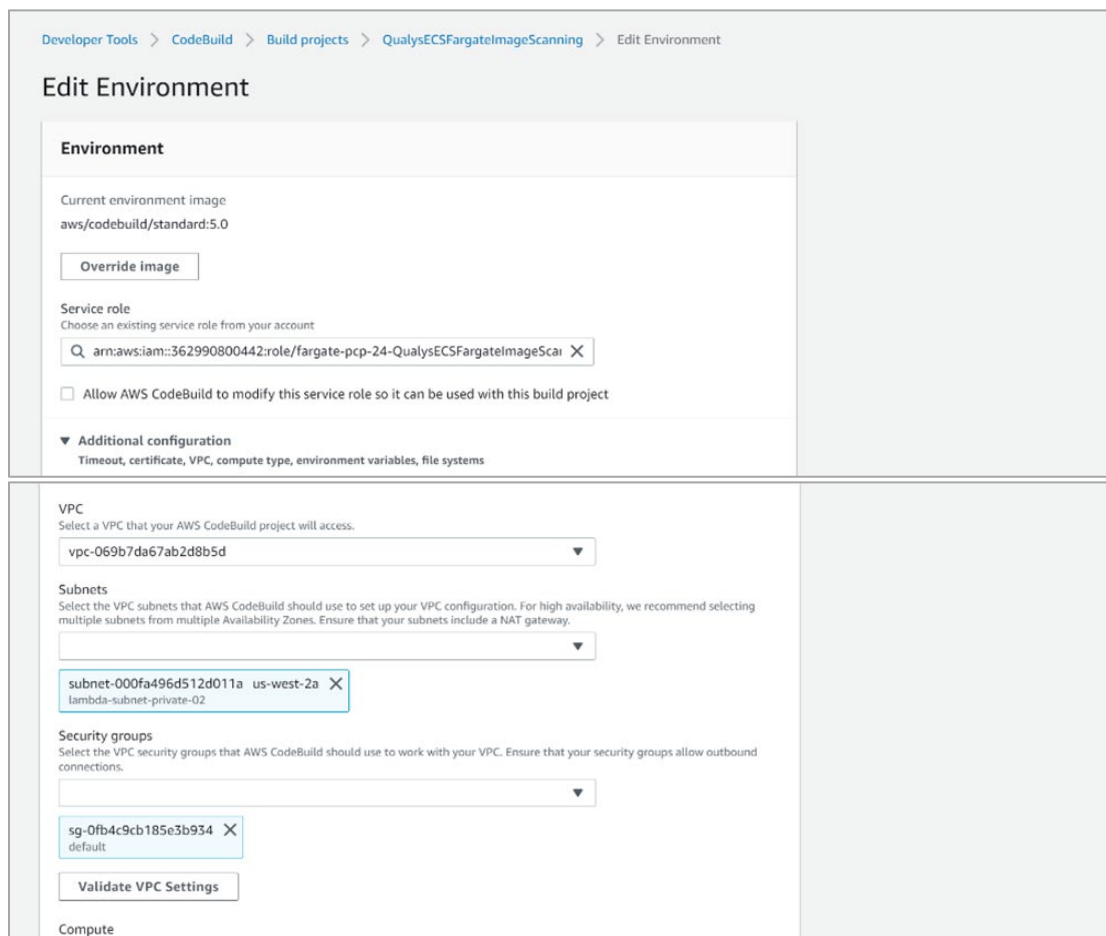 Developer Tools > CodeBuild > Build projects > QualysECSFargateImageScanning > Edit Environment
Edit Environment
Environment
Current environment image
aws/codebuild/standard:5.0
Override image
Service role
Choose an existing service role from your account
arn:aws:iam::362990800442:role/fargate-pcp-24-QualysECSFargateImageScar
Allow AWS CodeBuild to modify this service role so it can be used with this build project
Additional configuration
Timeout, certificate, VPC, compute type, environment variables, file systems
VPC
Select a VPC that your AWS CodeBuild project will access.
vpc-069b7da67ab2d8b5d
Subnets
Select the VPC subnets that AWS CodeBuild should use to set up your VPC configuration. For high availability, we recommend selecting
multiple subnets from multiple Availability Zones. Ensure that your subnets include a NAT gateway.
subnet-000fa496d512d011a us-west-2a
lambda-subnet-private-02
Security groups
Select the VPC security groups that AWS CodeBuild should use to work with your VPC. Ensure that your security groups allow outbound
connections.
sg-0fb4c9cb185e3b934
default
Validate VPC Settings
Compute